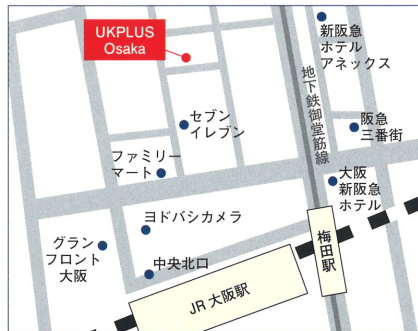 UKPLUS
Osaka
新阪急
ホテル
アネックス
地下鉄御堂筋線
セブン
イレブン
阪急
三番街
ファミリー
マート
大阪
新阪急
ホテル
ヨドバシカメラ
グラン
フロント
大阪
中央北口
梅田駅
JR 大阪駅